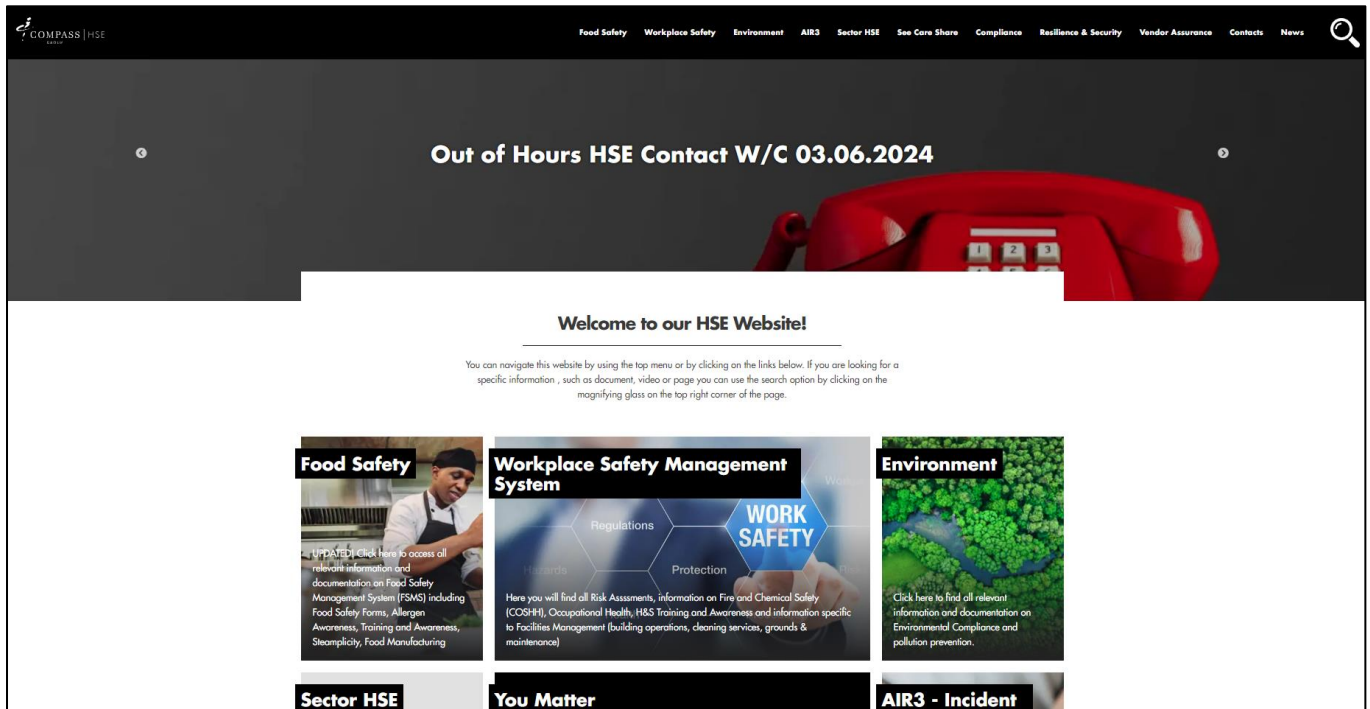 COMPASS | HSE
GROUP
Food Safety Workplace Safety Environment AIR3 Sector HSE See Care Share Compliance Resilience & Security Vendor Assurance Contacts News
Out of Hours HSE Contact W/C 03.06.2024
1 2 3
Welcome to our HSE Website!
You can navigate this website by using the top menu or by clicking on the links below. If you are looking for a
specific information , such as document, video or page you can use the search option by clicking on the
magnifying glass on the top right corner of the page.
Food Safety
UPDATED! Click here to access all
relevant information and
documentation on Food Safety
Management System (FSMS) including
Food Safety Forms, Allergen
Awareness, Training and Awareness,
Steamplicity, Food Manufacturing
Workplace Safety Management
System
Regulations
WORK
SAFETY
Hazards
Protection
Here you will find all Risk Asssments, information on Fire and Chemical Safety
(COSHH), Occupational Health, H&S Training and Awareness and information specific
to Facilities Management (building operations, cleaning services, grounds &
maintenance)
Environment
Click here to find all relevant
information and documentation on
Environmental Compliance and
pollution prevention.
Sector HSE
You Matter
AIR3 - Incident